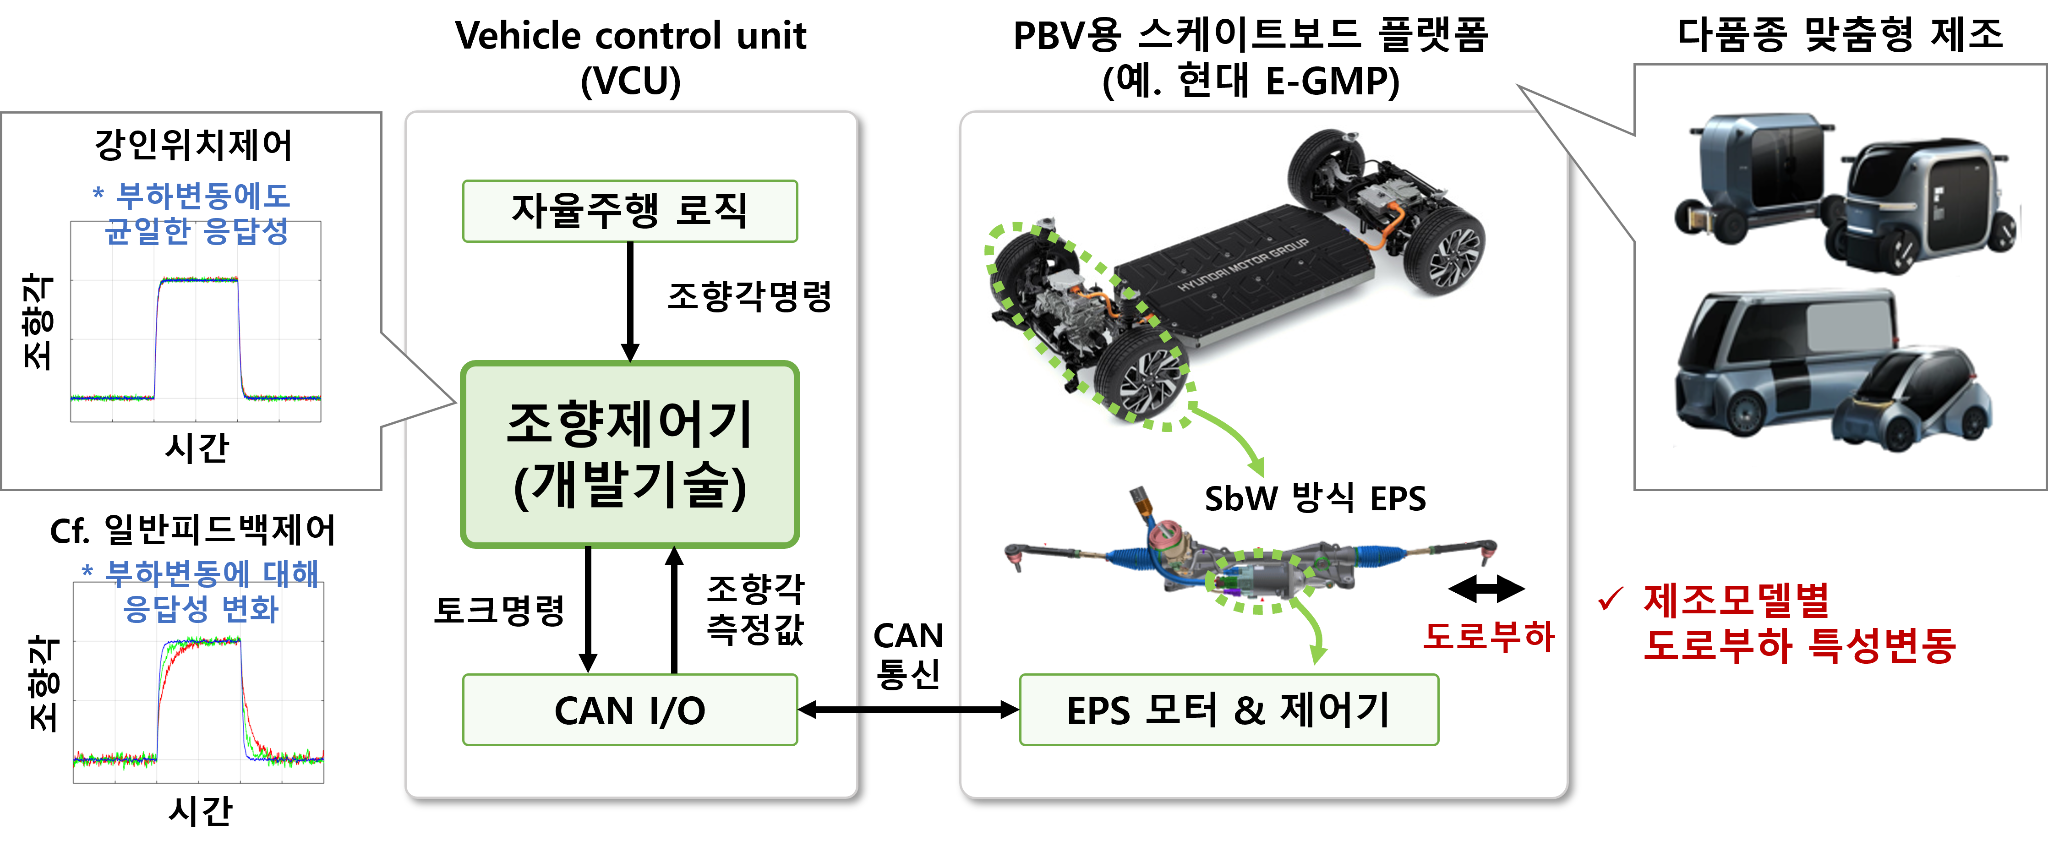 Vehicle control unit
(VCU)
PBV용 스케이트보드 플랫폼
(예. 현대 E-GMP)
다품종 맞춤형 제조
강인위치제어
* 부하변동에도
균일한 응답성
조향각
시간
Cf. 일반피드백제어
* 부하변동에 대해
응답성 변화
조향각
시간
자율주행 로직
조향각명령
조향제어기
(개발기술)
토크명령
조향각
측정값
CAN I/O
CAN
통신
HYUNDAI MOTOR GROUP
SbW 방식 EPS
도로부하
EPS 모터 & 제어기
✓ 제조모델별
도로부하 특성변동